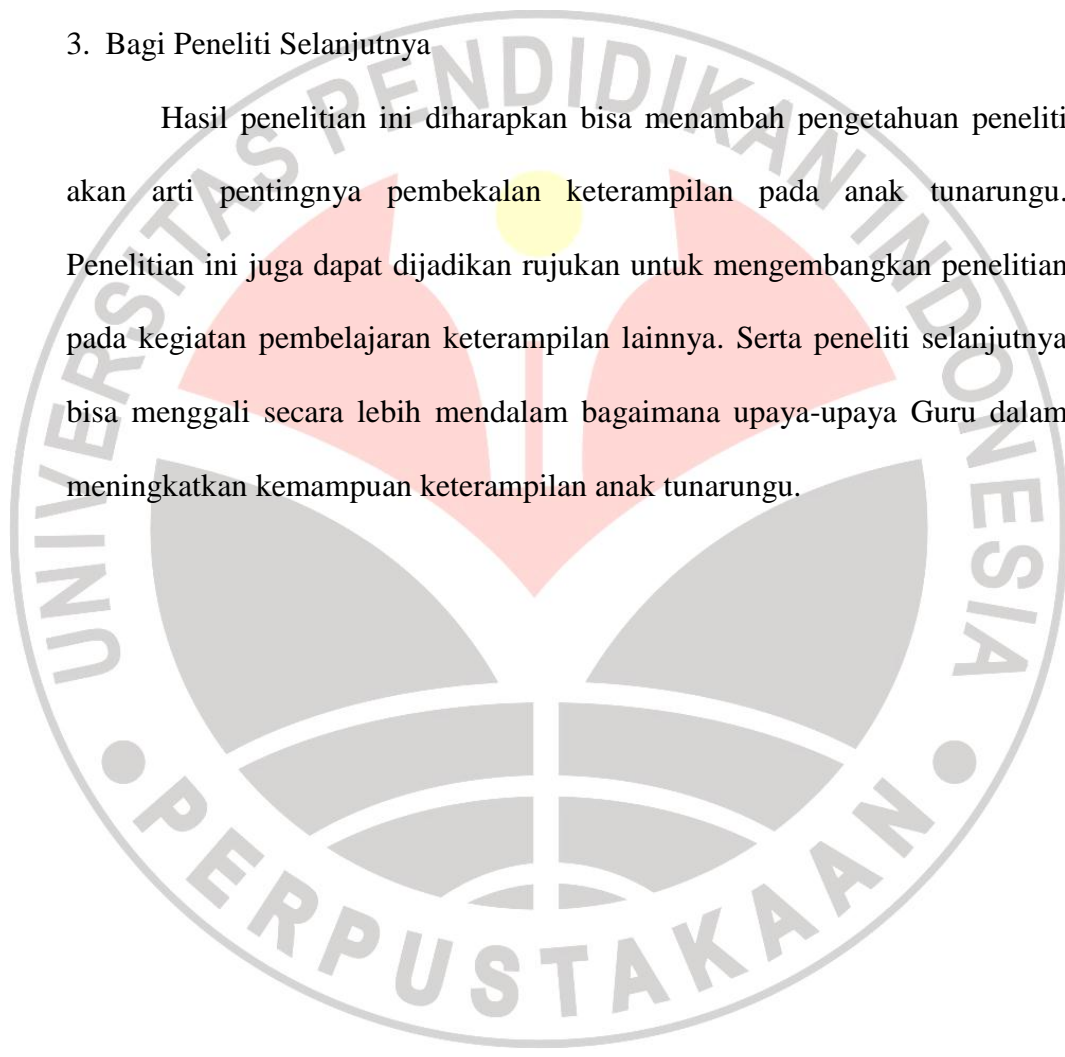 3. Bagi Peneliti Selanjutnya
Hasil penelitian ini diharapkan bisa menambah pengetahuan peneliti
akan arti pentingnya pembekalan keterampilan pada anak tunarungu.
Penelitian ini juga dapat dijadikan rujukan untuk mengembangkan penelitian
pada kegiatan pembelajaran keterampilan lainnya. Serta peneliti selanjutnya
bisa menggali secara lebih mendalam bagaimana upaya-upaya Guru dalam
meningkatkan kemampuan keterampilan anak tunarungu.
UNIVERSITAS PENDIDIKAN INDONESIA
PERPUSTAKAAN